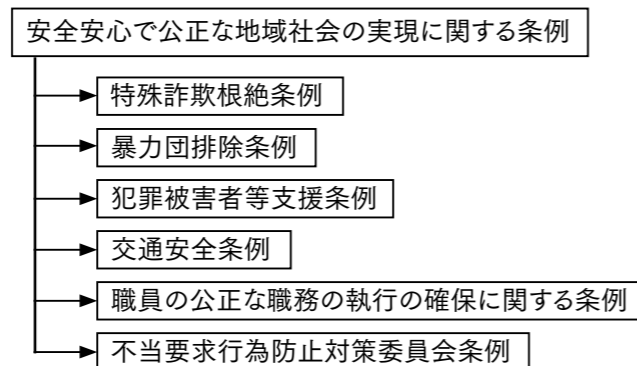 安全安心で公正な地域社会の実現に関する条例
特殊詐欺根絶条例
暴力団排除条例
犯罪被害者等支援条例
交通安全条例
職員の公正な職務の執行の確保に関する条例
不当要求行為防止対策委員会条例